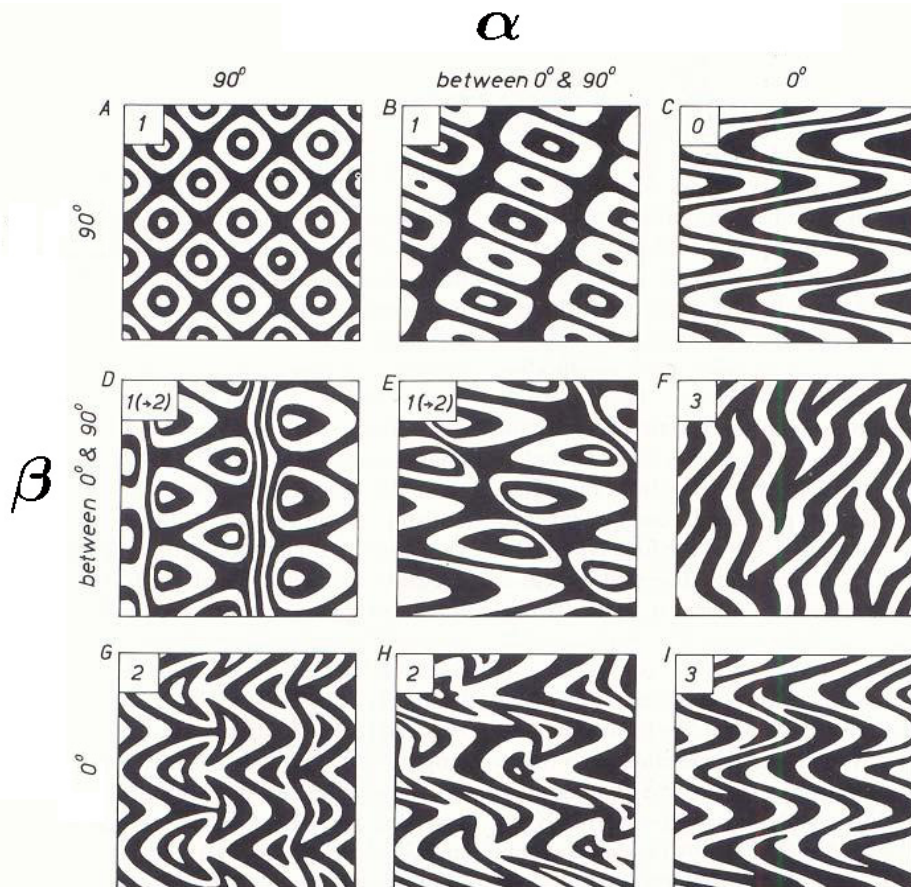 α
90° between 0° & 90° 0°
A 1 B 1 C 0
90°
D 1(→2) E 1(→2) F 3
β
between 0° & 90°
G 2 H 2 I 3
0°